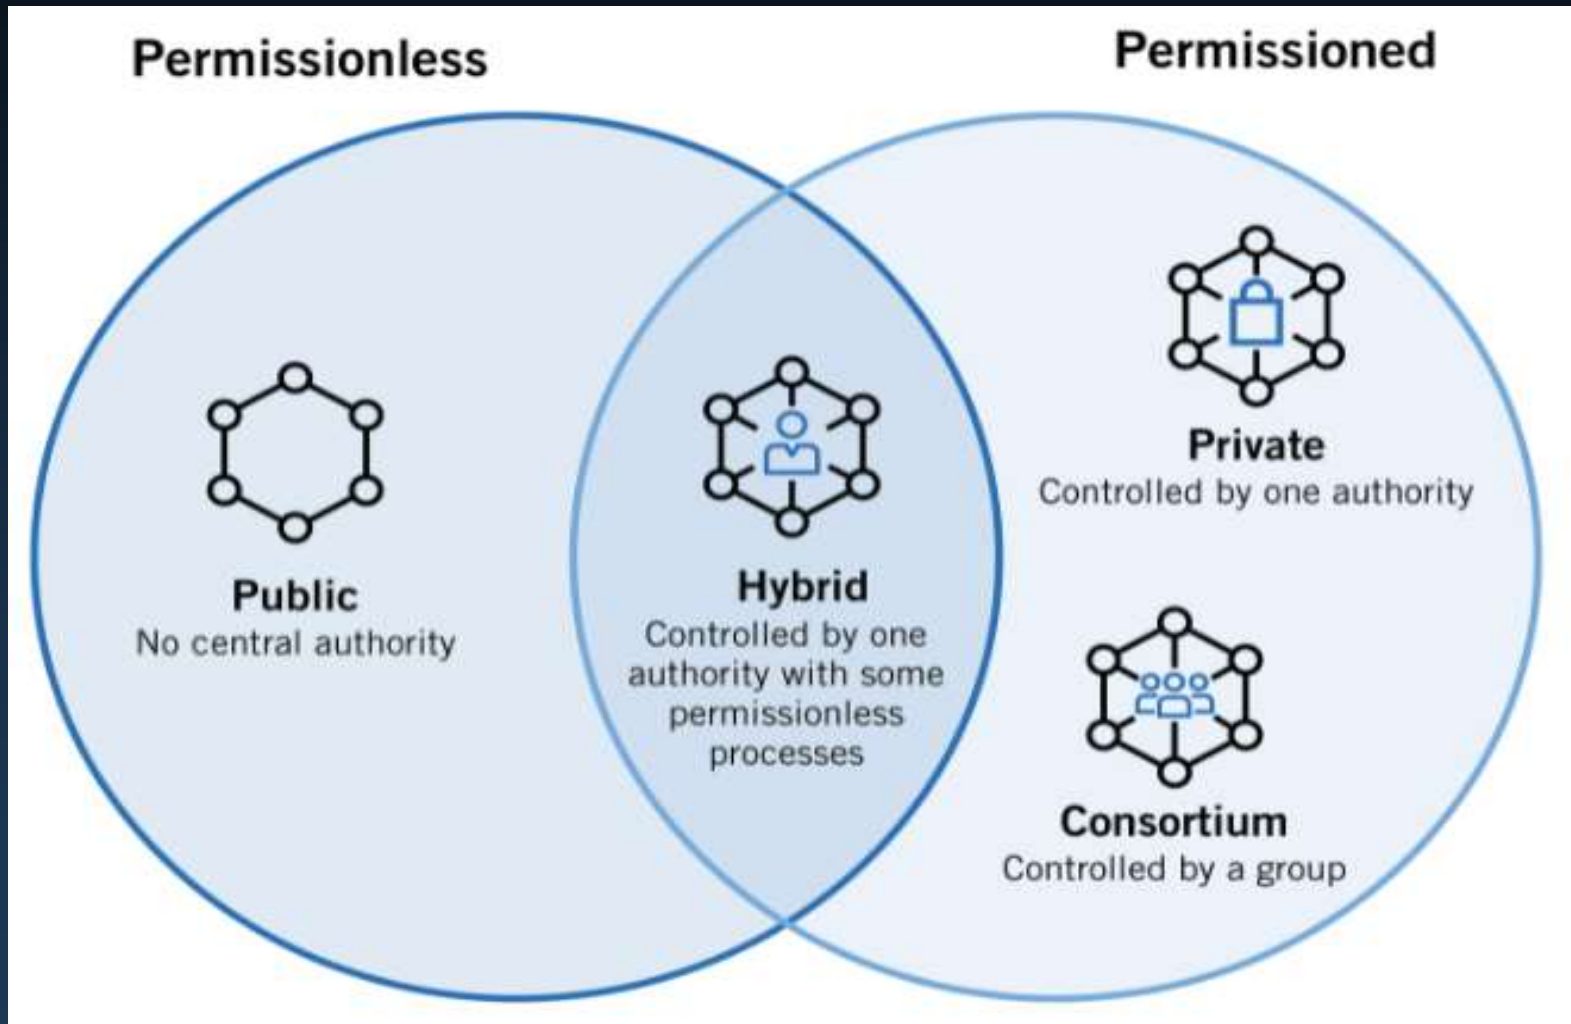 Permissionless
Permissioned
Public
No central authority
Hybrid
Controlled by one
authority with some
permissionless
processes
Private
Controlled by one authority
Consortium
Controlled by a group